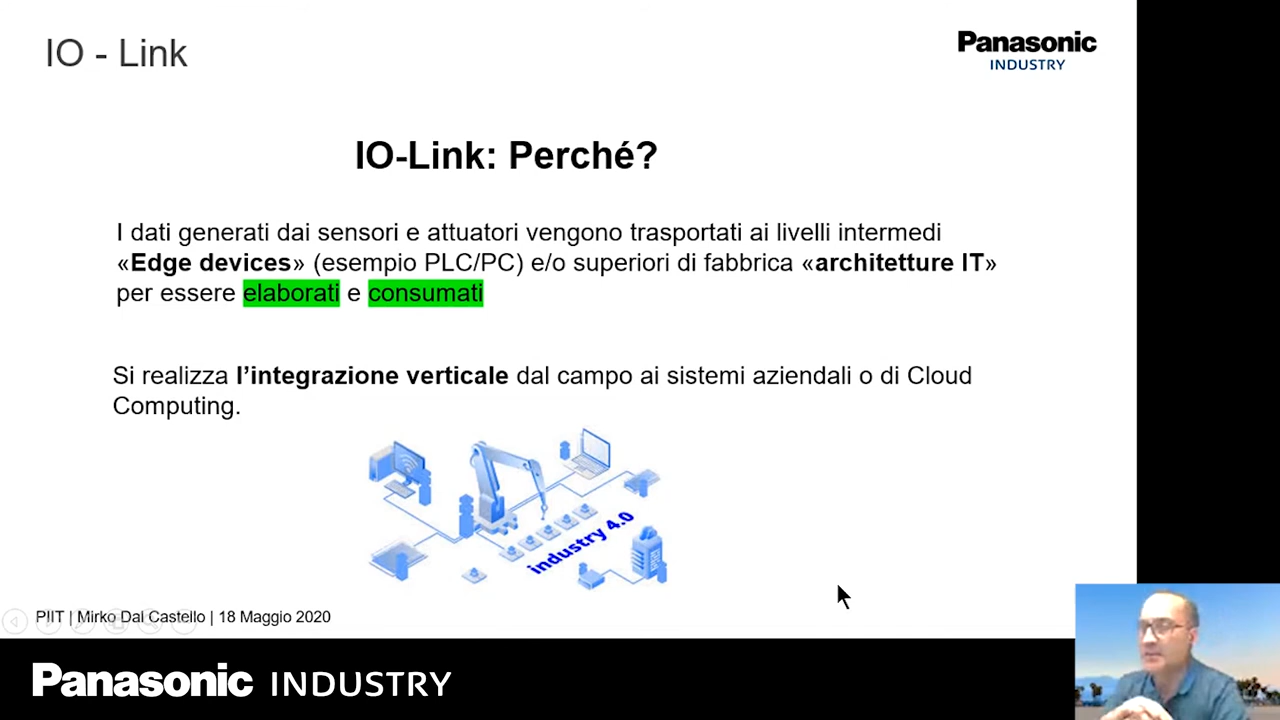 IO - Link
Panasonic
INDUSTRY
IO-Link: Perché?
I dati generati dai sensori e attuatori vengono trasportati ai livelli intermedi
«Edge devices» (esempio PLC/PC) e/o superiori di fabbrica «architetture IT»
per essere elaborati e consumati
Si realizza l’integrazione verticale dal campo ai sistemi aziendali o di Cloud
Computing.
industry 4.0
PIIT | Mirko Dal Castello | 18 Maggio 2020
Panasonic INDUSTRY